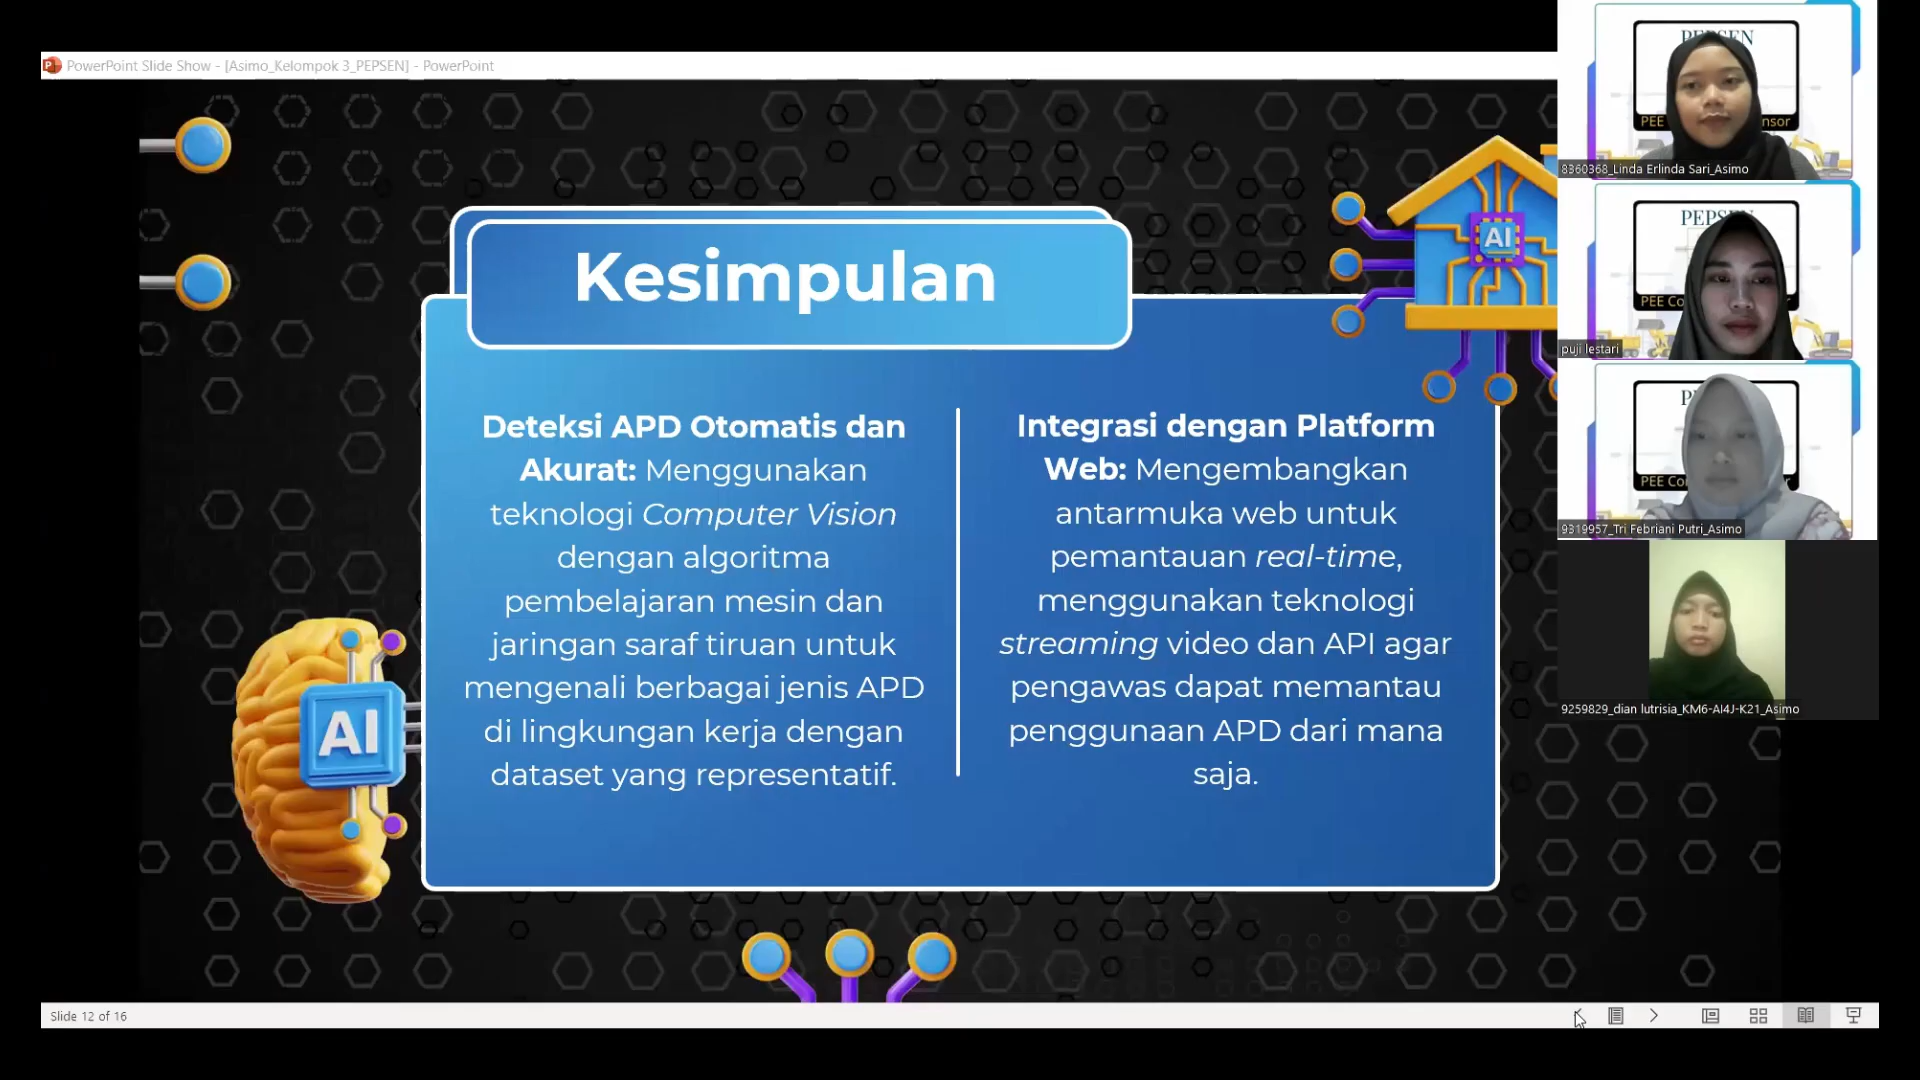 PowerPoint Slide Show - [Asimo_Kelompok 3_PEPSEN] - PowerPoint
Kesimpulan
AI
AI
Deteksi APD Otomatis dan
Akurat: Menggunakan
teknologi Computer Vision
dengan algoritma
pembelajaran mesin dan
jaringan saraf tiruan untuk
mengenali berbagai jenis APD
di lingkungan kerja dengan
dataset yang representatif.
Integrasi dengan Platform
Web: Mengembangkan
antarmuka web untuk
pemantauan real-time,
menggunakan teknologi
streaming video dan API agar
pengawas dapat memantau
penggunaan APD dari mana
saja.
PEPSEN
PEE
8360368_Linda Erlinda Sari_Asimo
PEPSEN
puji lestari
9319957_Tri Febriani Putri_Asimo
9259829_dian lutrisia_KM6-AI4J-K21_Asimo
Slide 12 of 16